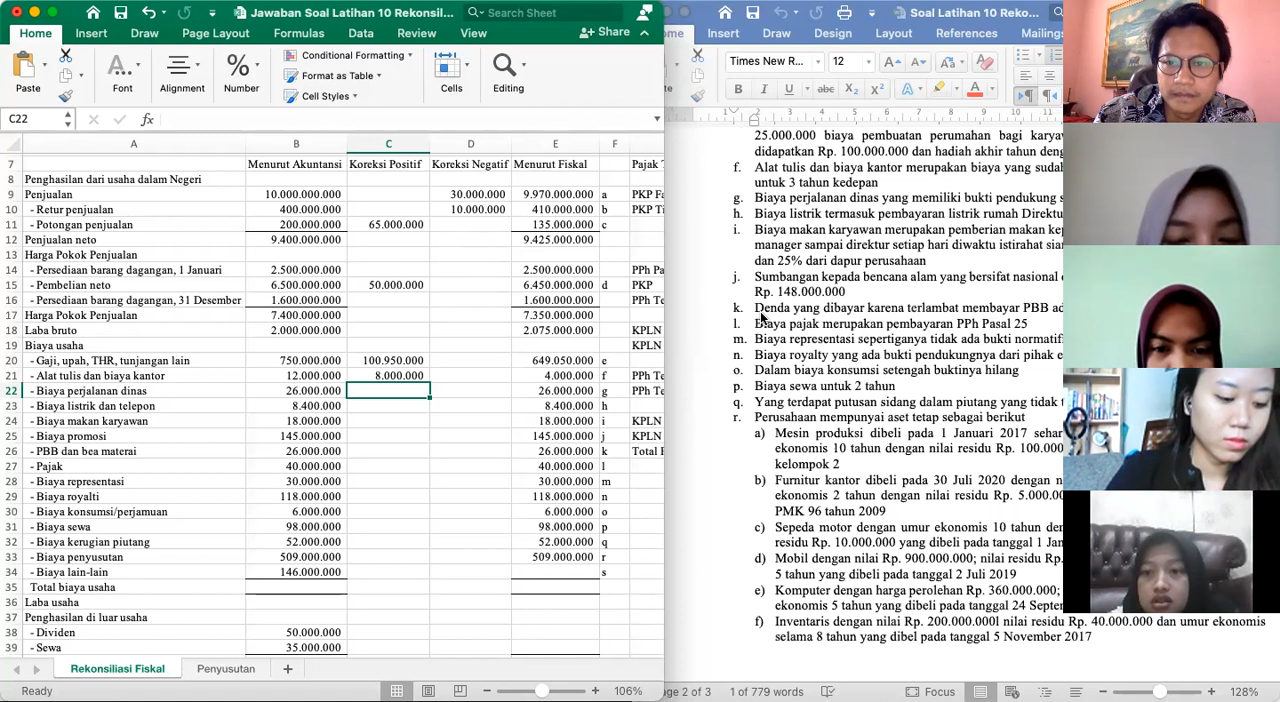 Jawaban Soal Latihan 10 Rekonsil...
Search Sheet
Home Insert Draw Page Layout Formulas Data Review View Share
Paste Font Alignment Number Conditional Formatting Format as Table Cell Styles Cells Editing
C22 fx
A B C D E F
7 Menurut Akuntansi Koreksi Positif Koreksi Negatif Menurut Fiskal
8 Penghasilan dari usaha dalam Negeri
9 Penjualan 10.000.000.000 30.000.000 9.970.000.000 a
10 - Retur penjualan 400.000.000 10.000.000 410.000.000 b
11 - Potongan penjualan 200.000.000 65.000.000 135.000.000 c
12 Penjualan neto 9.400.000.000 9.425.000.000
13 Harga Pokok Penjualan
14 - Persediaan barang dagangan, 1 Januari 2.500.000.000 2.500.000.000
15 - Pembelian neto 6.500.000.000 50.000.000 6.450.000.000 d PKP
16 - Persediaan barang dagangan, 31 Desember 1.600.000.000 1.600.000.000
17 Harga Pokok Penjualan 7.400.000.000 7.350.000.000
18 Laba bruto 2.000.000.000 2.075.000.000 KPLN
19 Biaya usaha KPLN
20 - Gaji, upah, THR, tunjangan lain 750.000.000 100.950.000 649.050.000 e
21 - Alat tulis dan biaya kantor 12.000.000 8.000.000 4.000.000 f
22 - Biaya perjalanan dinas 26.000.000 26.000.000 g
23 - Biaya listrik dan telepon 8.400.000 8.400.000 h
24 - Biaya makan karyawan 18.000.000 18.000.000 i KPLN
25 - Biaya promosi 145.000.000 145.000.000 j KPLN
26 - PBB dan bea materai 26.000.000 26.000.000 k
27 - Pajak 40.000.000 40.000.000 l
28 - Biaya representasi 30.000.000 30.000.000 m
29 - Biaya royalti 118.000.000 118.000.000 n
30 - Biaya konsumsi/perjamuan 6.000.000 6.000.000 o
31 - Biaya sewa 98.000.000 98.000.000 p
32 - Biaya kerugian piutang 52.000.000 52.000.000 q
33 - Biaya penyusutan 509.000.000 509.000.000 r
34 - Biaya lain-lain 146.000.000 s
35 Total biaya usaha
36 Laba usaha
37 Penghasilan di luar usaha
38 - Dividen 50.000.000
39 - Sewa 35.000.000
Rekonsiliasi Fiskal Penyusutan
Ready 106%
Soal Latihan 10 Reko...
Insert Draw Design Layout References Mailings
Times New R... 12
B I U abc X2 X2
2 3 4 5 6 7 8 9 10 11
25.000.000 biaya pembuatan perumahan bagi
didapatkan Rp. 100.000.000 dan hadiah akhir tahun
f. Alat tulis dan biaya kantor merupakan biaya yang
untuk 3 tahun kedepan
g. Biaya perjalanan dinas yang memiliki bukti pendukung
h. Biaya listrik termasuk pembayaran listrik rumah
i. Biaya makan karyawan merupakan pemberian makan
manager sampai direktur setiap hari diwaktu istirahat
dan 25% dari dapur perusahaan
j. Sumbangan kepada bencana alam yang bersifat nasional
Rp. 148.000.000
k. Denda yang dibayar karena terlambat membayar PBB
l. Biaya pajak merupakan pembayaran PPh Pasal 25
m. Biaya representasi sepertiganya tidak ada bukti
n. Biaya royalty yang ada bukti pendukungnya dari pihak
o. Dalam biaya konsumsi setengah buktinya hilang
p. Biaya sewa untuk 2 tahun
q. Yang terdapat putusan sidang dalam piutang yang tidak
r. Perusahaan mempunyai aset tetap sebagai berikut
a) Mesin produksi dibeli pada 1 Januari 2017
ekonomis 10 tahun dengan nilai residu Rp.
kelompok 2
b) Furnitur kantor dibeli pada 30 Juli 2020 dengan
ekonomis 2 tahun dengan nilai residu Rp.
PMK 96 tahun 2009
c) Sepeda motor dengan umur ekonomis 10 tahun
residu Rp. 10.000.000 yang dibeli pada tanggal 1
d) Mobil dengan nilai Rp. 900.000.000; nilai residu Rp.
5 tahun yang dibeli pada tanggal 2 Juli 2019
e) Komputer dengan harga perolehan Rp. 360.000.000;
ekonomis 5 tahun yang dibeli pada tanggal 24
f) Inventaris dengan nilai Rp. 200.000.000l nilai residu Rp. 40.000.000 dan umur ekonomis
selama 8 tahun yang dibel pada tanggal 5 November 2017
2 of 3 1 of 779 words Focus 128%